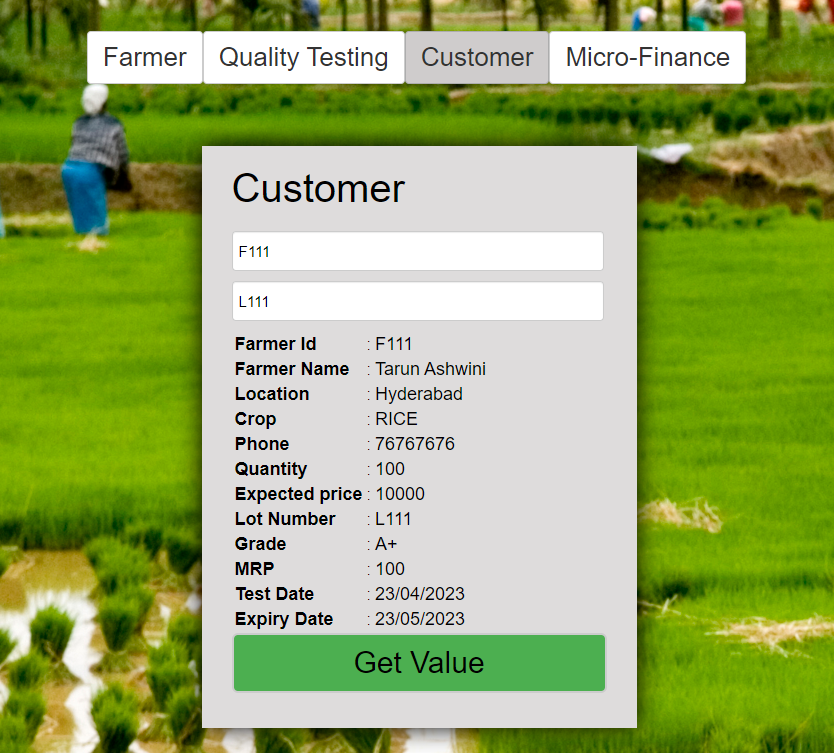 Farmer Quality Testing Customer Micro-Finance
Customer
F111
L111
Farmer Id : F111
Farmer Name : Tarun Ashwini
Location : Hyderabad
Crop : RICE
Phone : 76767676
Quantity : 100
Expected price : 10000
Lot Number : L111
Grade : A+
MRP : 100
Test Date : 23/04/2023
Expiry Date : 23/05/2023
Get Value